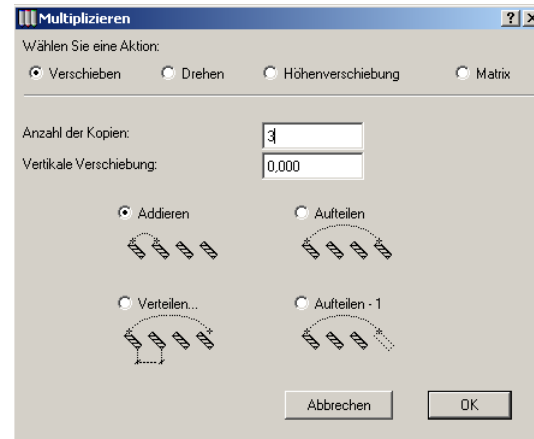 Multiplizieren
Wählen Sie eine Aktion:
Verschieben Drehen Höhenverschiebung Matrix
Anzahl der Kopien: 3
Vertikale Verschiebung: 0,000
Addieren Aufteilen
Verteilen... Aufteilen - 1
Abbrechen OK